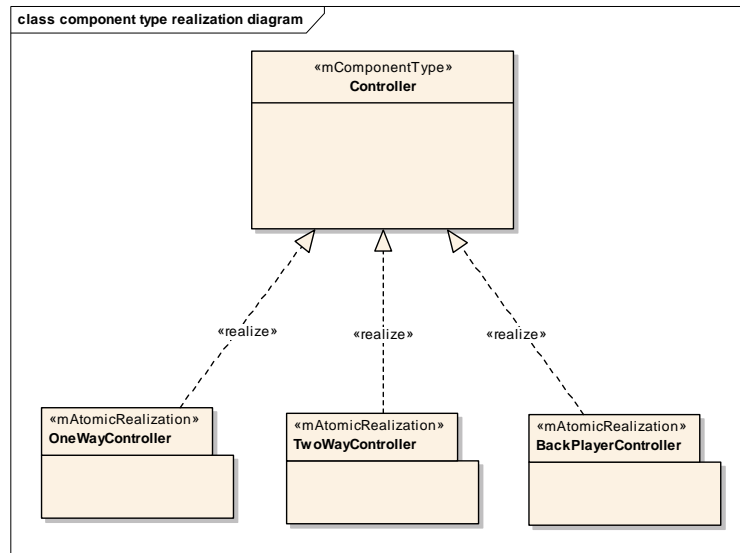 class component type realization diagram
«mComponentType»
Controller
«realize»
«realize»
«realize»
«mAtomicRealization»
OneWayController
«mAtomicRealization»
TwoWayController
«mAtomicRealization»
BackPlayerController